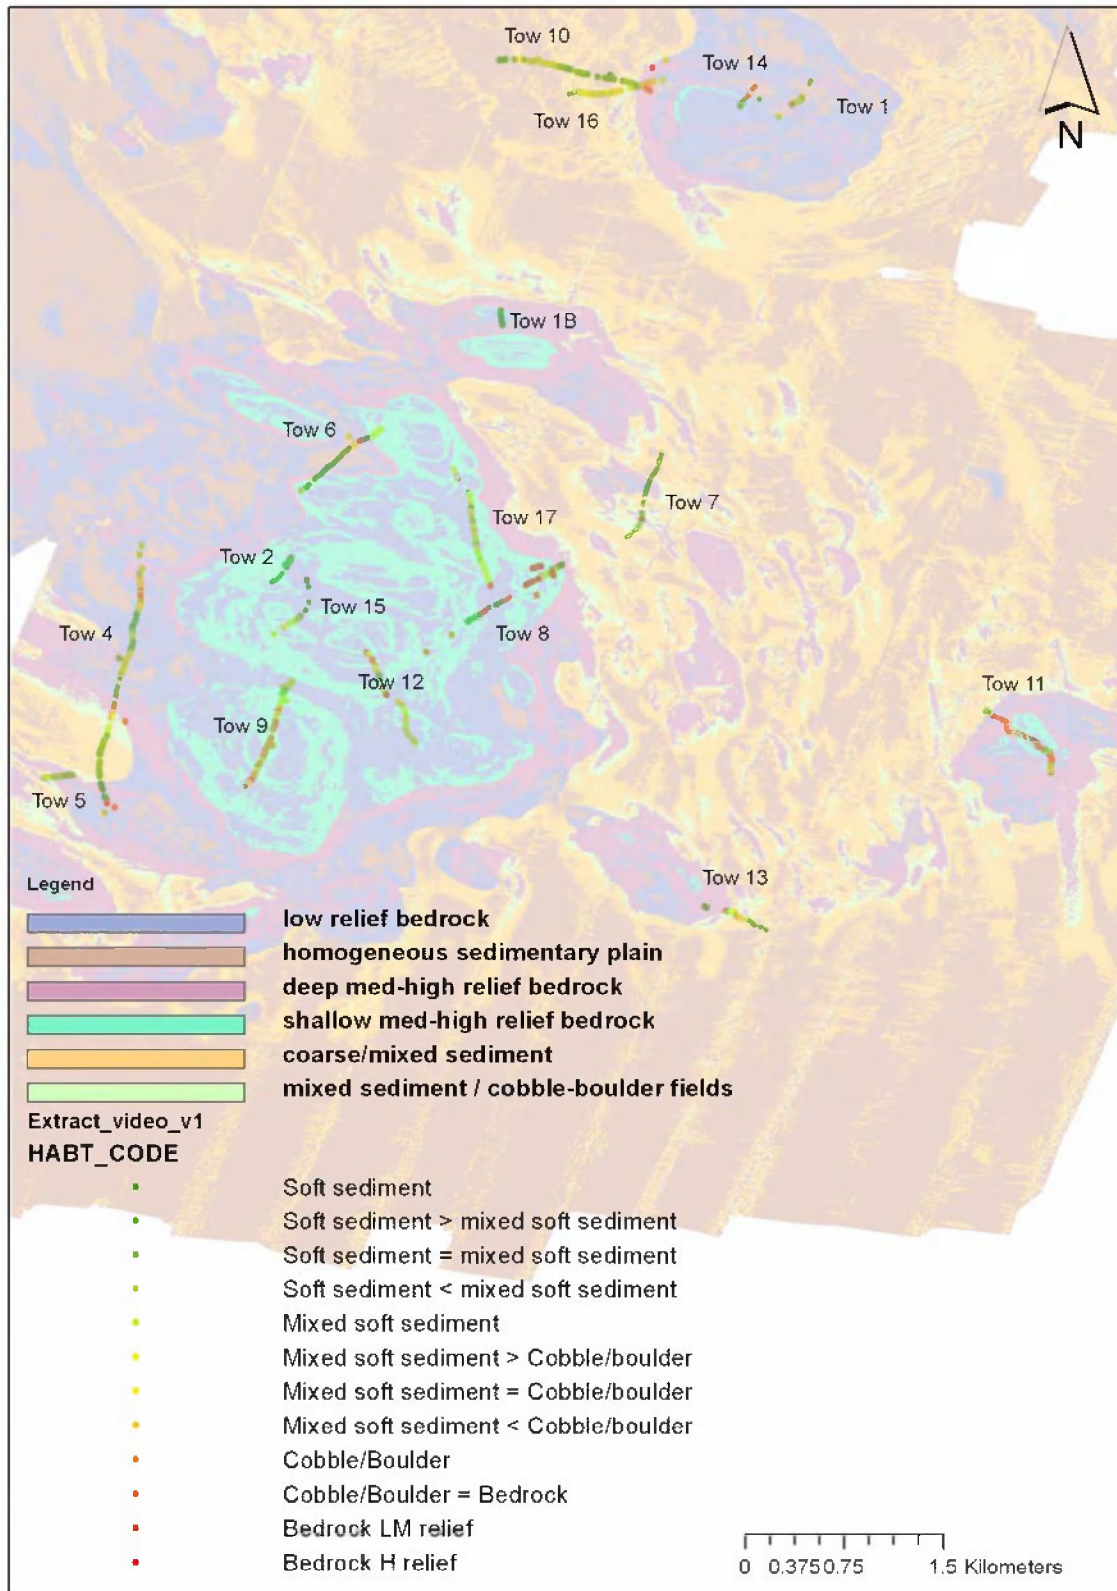 Tow 10
Tow 14
Tow 1
Tow 16
N
Tow 1B
Tow 6
Tow 7
Tow 17
Tow 2
Tow 15
Tow 4
Tow 8
Tow 12
Tow 11
Tow 9
Tow 5
Tow 13
Legend
low relief bedrock
homogeneous sedimentary plain
deep med-high relief bedrock
shallow med-high relief bedrock
coarse/mixed sediment
mixed sediment / cobble-boulder fields
Extract_video_v1
HABT_CODE
Soft sediment
Soft sediment > mixed soft sediment
Soft sediment = mixed soft sediment
Soft sediment < mixed soft sediment
Mixed soft sediment
Mixed soft sediment > Cobble/boulder
Mixed soft sediment = Cobble/boulder
Mixed soft sediment < Cobble/boulder
Cobble/Boulder
Cobble/Boulder = Bedrock
Bedrock LM relief
Bedrock H relief
0 0.375 0.75 1.5 Kilometers